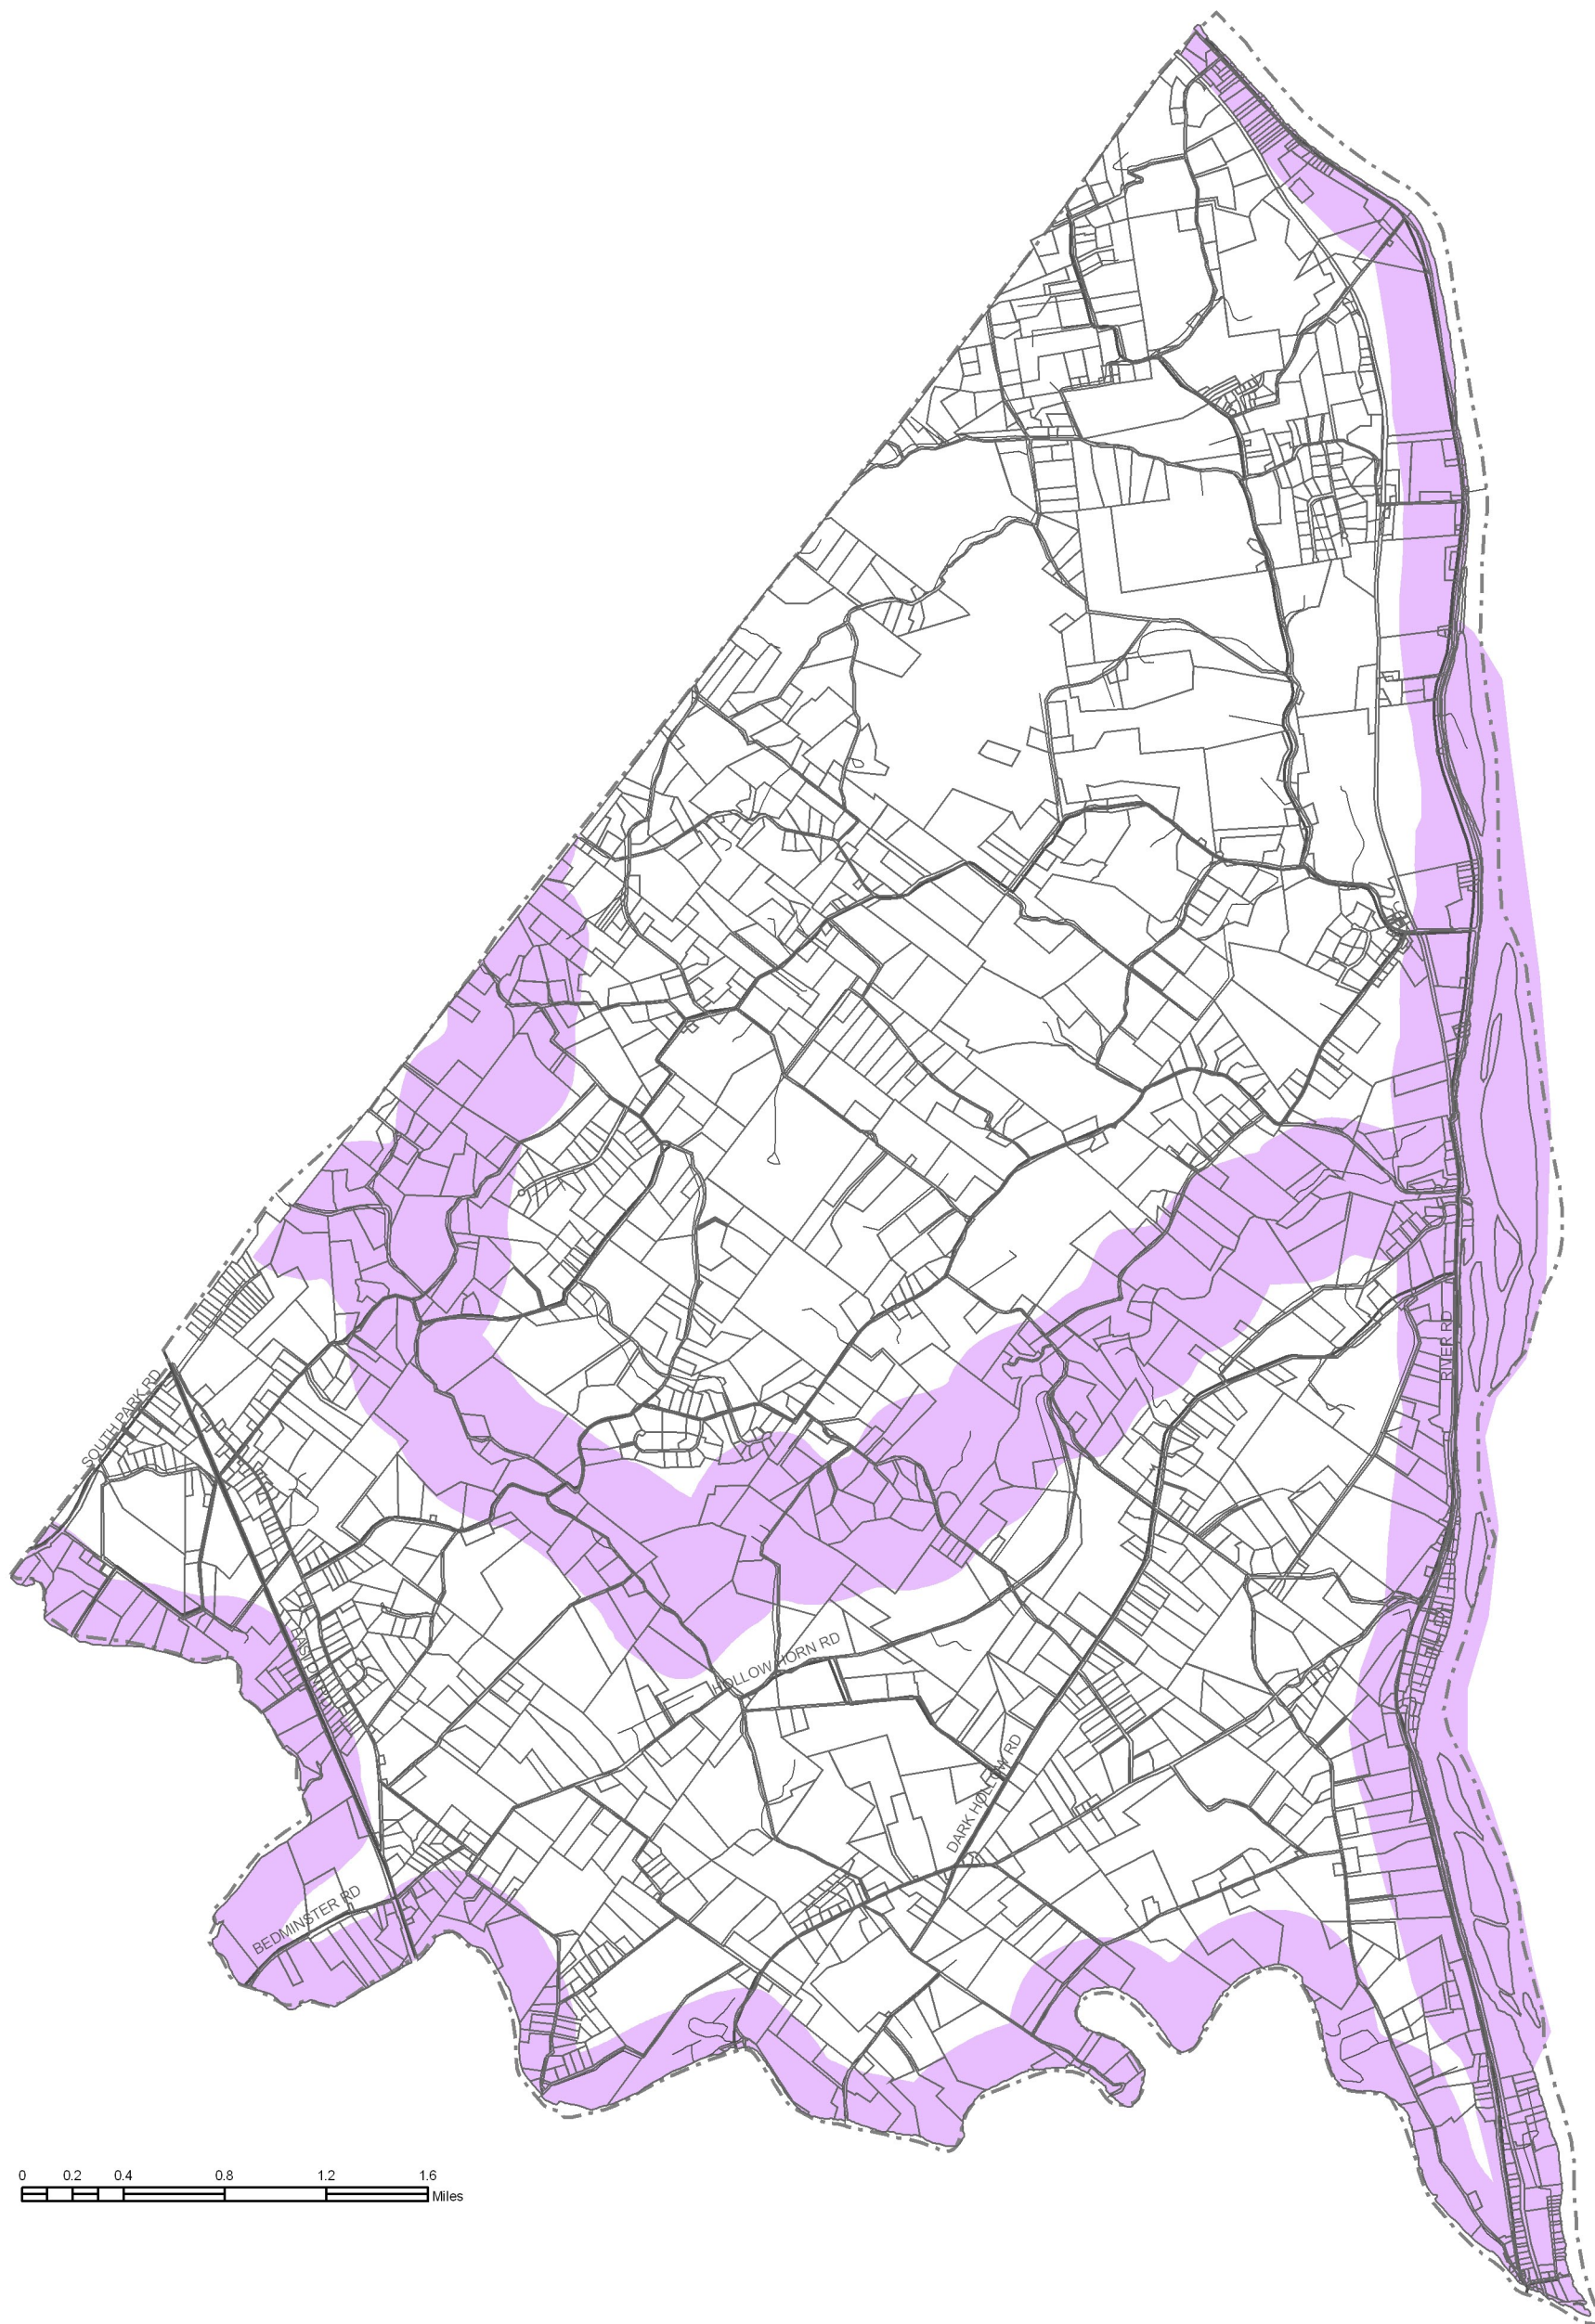 SOUTH PARK RD
RIVER RD
HOLLOW HORN RD
DARK HOLLOW RD
BEDMINSTER RD
0 0.2 0.4 0.8 1.2 1.6
Miles